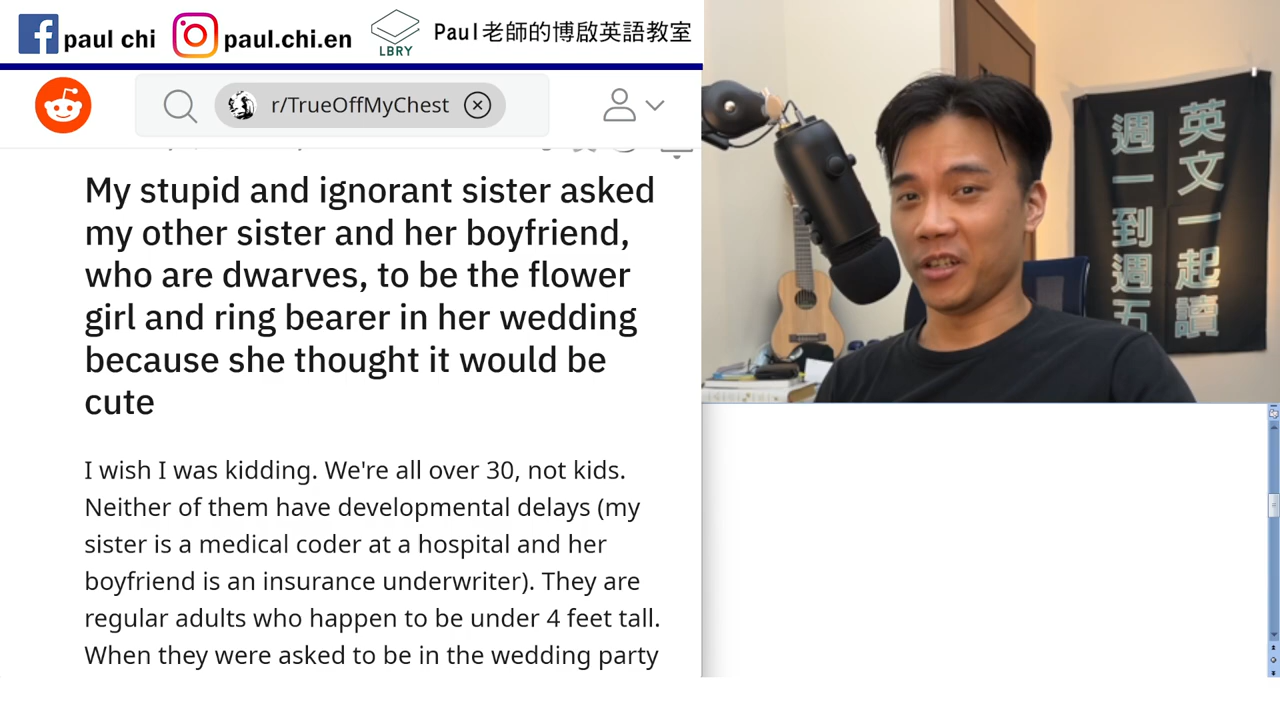 paul chi
paul.chi.en
LBRY
Paul老師的博啟英語教室
r/TrueOffMyChest
My stupid and ignorant sister asked
my other sister and her boyfriend,
who are dwarves, to be the flower
girl and ring bearer in her wedding
because she thought it would be
cute
I wish I was kidding. We're all over 30, not kids.
Neither of them have developmental delays (my
sister is a medical coder at a hospital and her
boyfriend is an insurance underwriter). They are
regular adults who happen to be under 4 feet tall.
When they were asked to be in the wedding party
英文一起讀
週一到週五